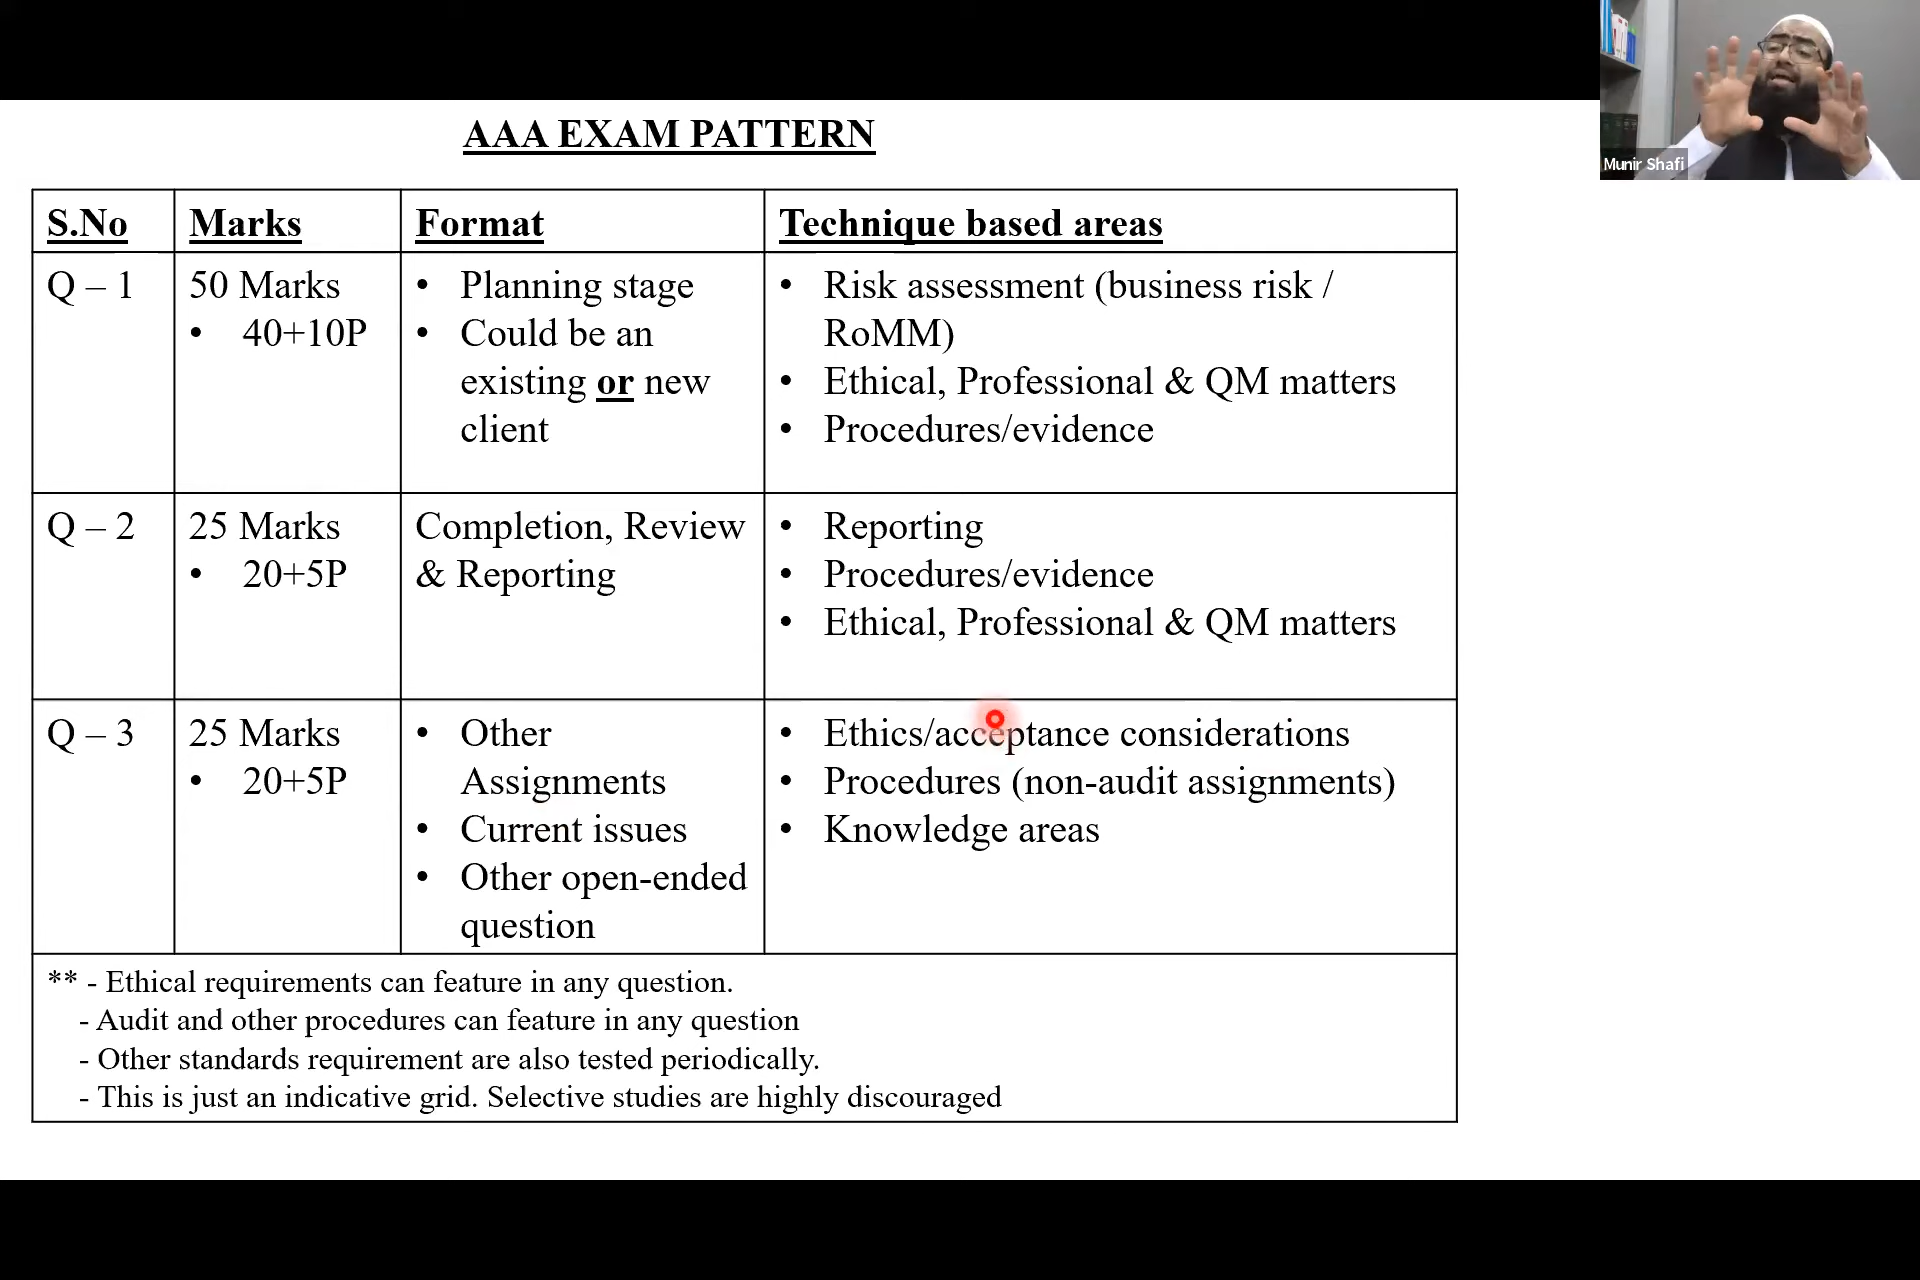 AAA EXAM PATTERN
Munir Shafi
S.No
Marks
Format
Technique based areas
Q – 1
50 Marks
• 40+10P
• Planning stage
• Could be an
existing or new
client
• Risk assessment (business risk /
RoMM)
• Ethical, Professional & QM matters
• Procedures/evidence
Q – 2
25 Marks
• 20+5P
Completion, Review
& Reporting
• Reporting
• Procedures/evidence
• Ethical, Professional & QM matters
Q – 3
25 Marks
• 20+5P
• Other
Assignments
• Current issues
• Other open-ended
question
• Ethics/acceptance considerations
• Procedures (non-audit assignments)
• Knowledge areas
** - Ethical requirements can feature in any question.
- Audit and other procedures can feature in any question
- Other standards requirement are also tested periodically.
- This is just an indicative grid. Selective studies are highly discouraged